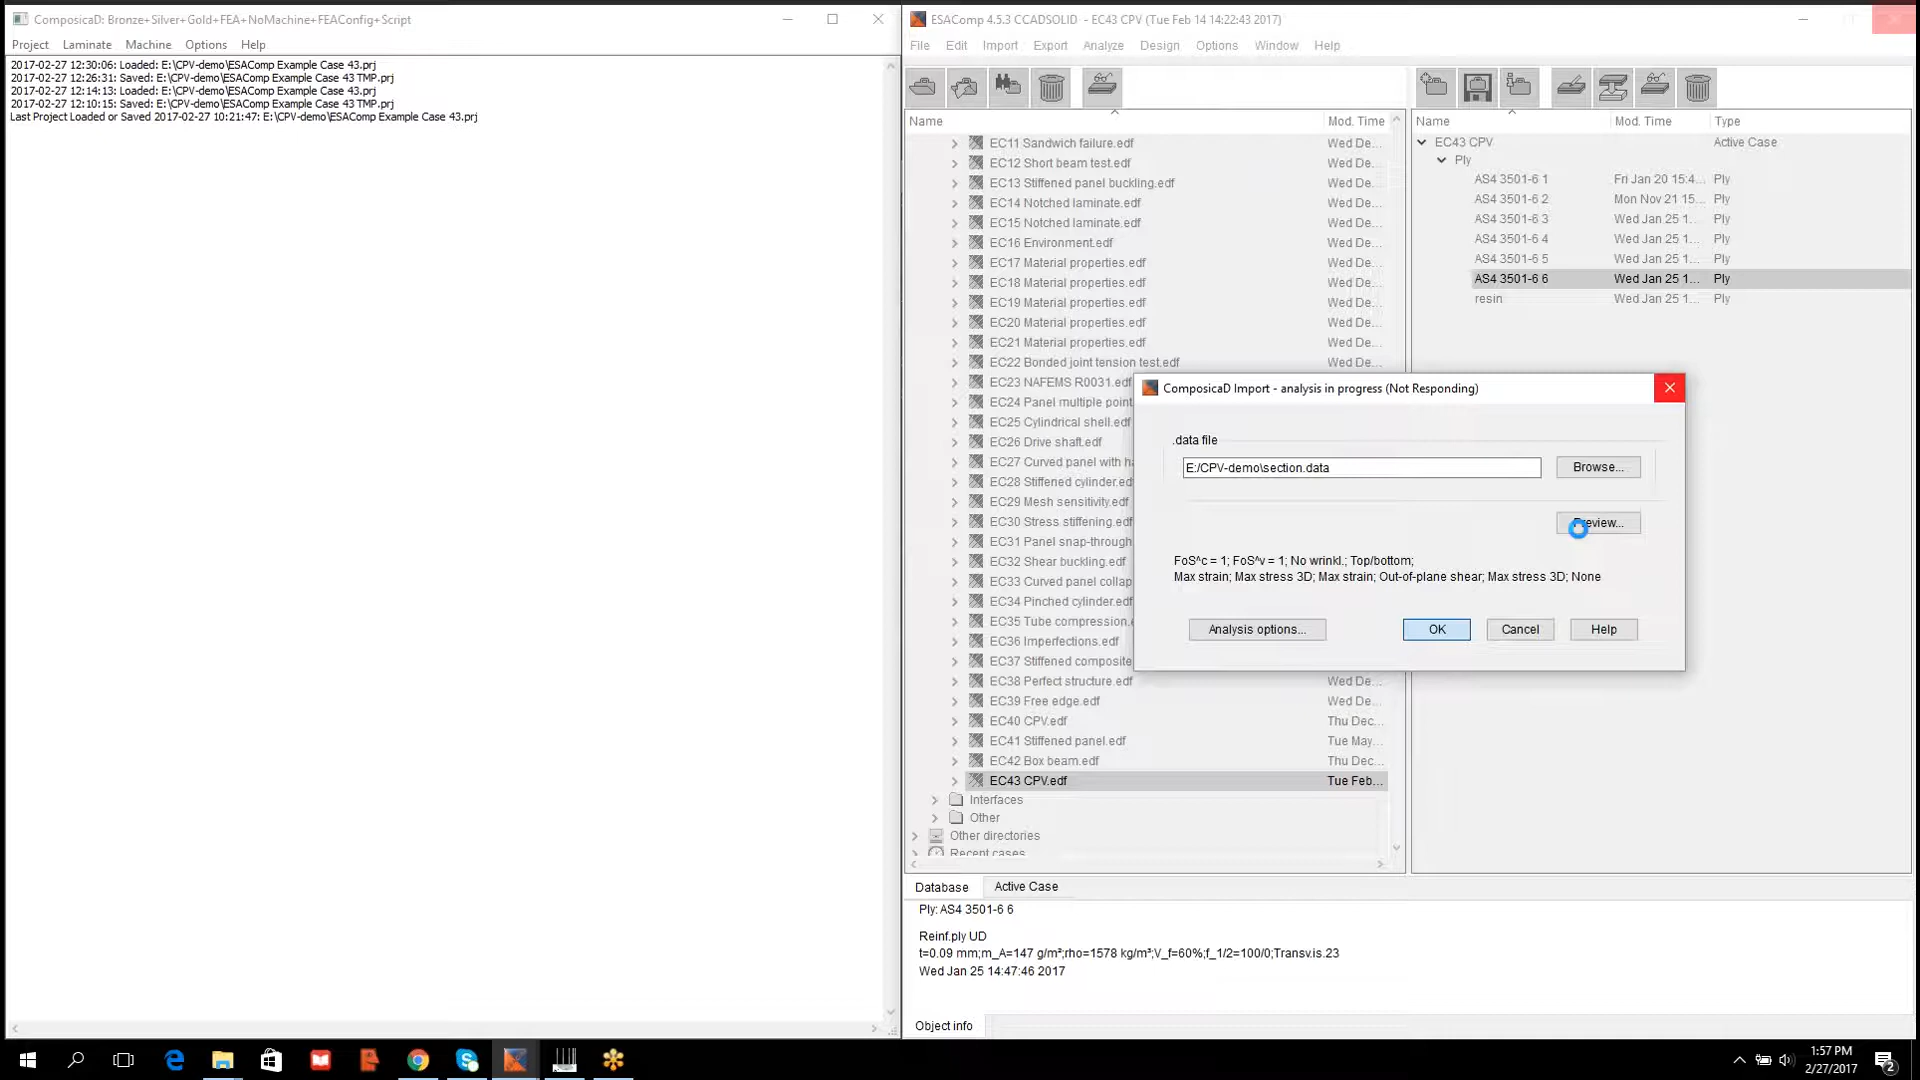 ComposicaD: Bronze+Silver+Gold+FEA+NoMachine+FEAConfig+Script
Project Laminate Machine Options Help
2017-02-27 12:30:06: Loaded: E:\CPV-demo\ESAComp Example Case 43.prj
2017-02-27 12:26:31: Saved: E:\CPV-demo\ESAComp Example Case 43 TMP.prj
2017-02-27 12:14:13: Loaded: E:\CPV-demo\ESAComp Example Case 43.prj
2017-02-27 12:10:15: Saved: E:\CPV-demo\ESAComp Example Case 43 TMP.prj
Last Project Loaded or Saved 2017-02-27 10:21:47: E:\CPV-demo\ESAComp Example Case 43.prj
ESAComp 4.5.3 CCADSOLID - EC43 CPV (Tue Feb 14 14:22:43 2017)
File Edit Import Export Analyze Design Options Window Help
Name Mod. Time
EC11 Sandwich failure.edf Wed De...
EC12 Short beam test.edf Wed De...
EC13 Stiffened panel buckling.edf Wed De...
EC14 Notched laminate.edf Wed De...
EC15 Notched laminate.edf Wed De...
EC16 Environment.edf Wed De...
EC17 Material properties.edf Wed De...
EC18 Material properties.edf Wed De...
EC19 Material properties.edf Wed De...
EC20 Material properties.edf Wed De...
EC21 Material properties.edf Wed De...
EC22 Bonded joint tension test.edf Wed De...
EC23 NAFEMS R0031.edf
EC24 Panel multiple point
EC25 Cylindrical shell.edf
EC26 Drive shaft.edf
EC27 Curved panel with h
EC28 Stiffened cylinder.ed
EC29 Mesh sensitivity.edf
EC30 Stress stiffening.edf
EC31 Panel snap-through
EC32 Shear buckling.edf
EC33 Curved panel collap
EC34 Pinched cylinder.edf
EC35 Tube compression.
EC36 Imperfections.edf
EC37 Stiffened composite
EC38 Perfect structure.edf Wed De...
EC39 Free edge.edf Wed De...
EC40 CPV.edf Thu Dec...
EC41 Stiffened panel.edf Tue May...
EC42 Box beam.edf Thu Dec...
EC43 CPV.edf Tue Feb...
Interfaces
Other
Other directories
Recent cases
Name Mod. Time Type
EC43 CPV Active Case
Ply
AS4 3501-6 1 Fri Jan 20 15:4... Ply
AS4 3501-6 2 Mon Nov 21 15... Ply
AS4 3501-6 3 Wed Jan 25 1... Ply
AS4 3501-6 4 Wed Jan 25 1... Ply
AS4 3501-6 5 Wed Jan 25 1... Ply
AS4 3501-6 6 Wed Jan 25 1... Ply
resin Wed Jan 25 1... Ply
ComposicaD Import - analysis in progress (Not Responding)
.data file
E:/CPV-demo\section.data Browse...
Preview...
FoS^c = 1; FoS^v = 1; No wrinkl.; Top/bottom;
Max strain; Max stress 3D; Max strain; Out-of-plane shear; Max stress 3D; None
Analysis options... OK Cancel Help
Database Active Case
Ply: AS4 3501-6 6
Reinf.ply UD
t=0.09 mm;m_A=147 g/m²;rho=1578 kg/m³;V_f=60%;f_1/2=100/0;Transv.is.23
Wed Jan 25 14:47:46 2017
Object info
1:57 PM
2/27/2017
2